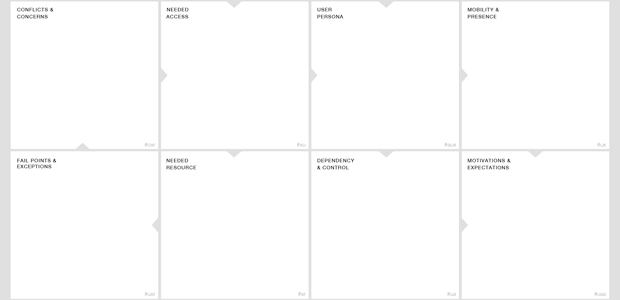 CONFLICTS &
CONCERNS
NEEDED
ACCESS
USER
PERSONA
MOBILITY &
PRESENCE
FAIL POINTS &
EXCEPTIONS
NEEDED
RESOURCE
DEPENDENCY
& CONTROL
MOTIVATIONS &
EXPECTATIONS